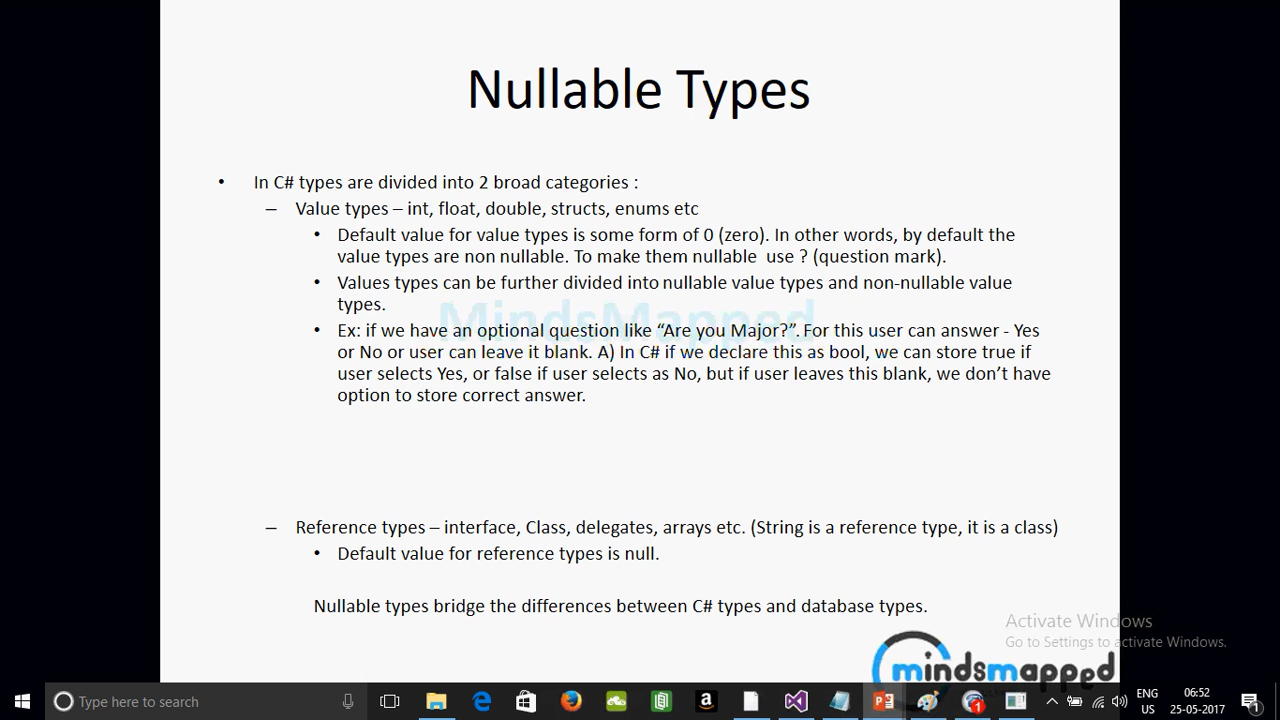 Nullable Types
• In C# types are divided into 2 broad categories :
– Value types – int, float, double, structs, enums etc
• Default value for value types is some form of 0 (zero). In other words, by default the
value types are non nullable. To make them nullable  use ? (question mark).
• Values types can be further divided into nullable value types and non-nullable value
types.
MindsMapped
• Ex: if we have an optional question like “Are you Major?”. For this user can answer - Yes
or No or user can leave it blank. A) In C# if we declare this as bool, we can store true if
user selects Yes, or false if user selects as No, but if user leaves this blank, we don’t have
option to store correct answer.
– Reference types – interface, Class, delegates, arrays etc. (String is a reference type, it is a class)
• Default value for reference types is null.
Nullable types bridge the differences between C# types and database types.
Activate Windows
Go to Settings to activate Windows.
mindsmapped
Type here to search
ENG
US
06:52
25-05-2017